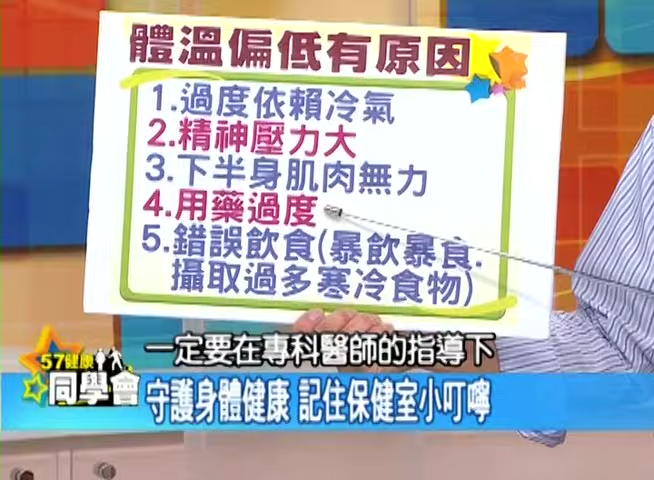 體溫偏低有原因
1.過度依賴冷氣
2.精神壓力大
3.下半身肌肉無力
4.用藥過度
5.錯誤飲食(暴飲暴食.
攝取過多寒冷食物)
一定要在專科醫師的指導下
57健康
同學會
守護身體健康 記住保健室小叮嚀